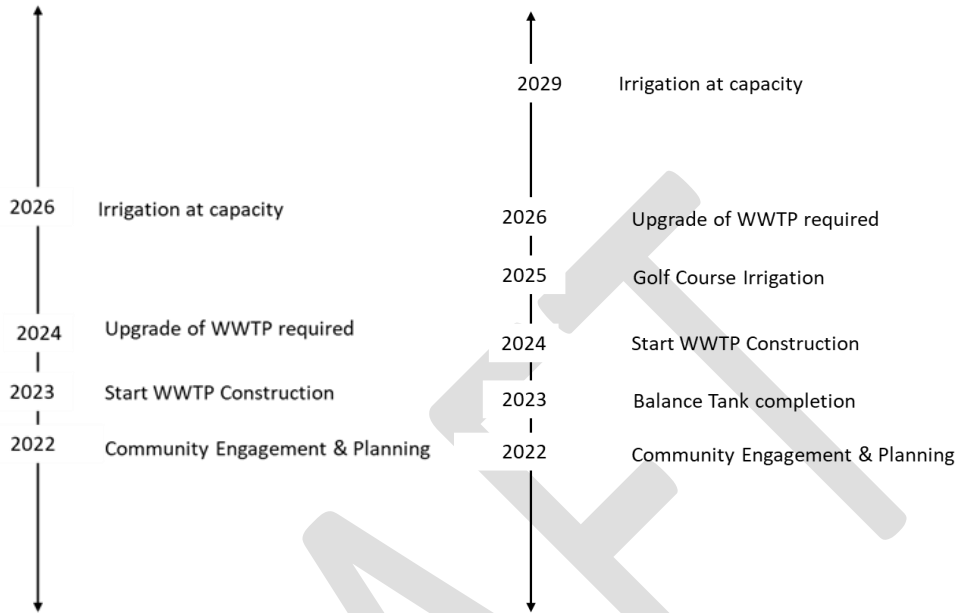 2026 Irrigation at capacity
2024 Upgrade of WWTP required
2023 Start WWTP Construction
2022 Community Engagement & Planning
2029 Irrigation at capacity
2026 Upgrade of WWTP required
2025 Golf Course Irrigation
2024 Start WWTP Construction
2023 Balance Tank completion
2022 Community Engagement & Planning